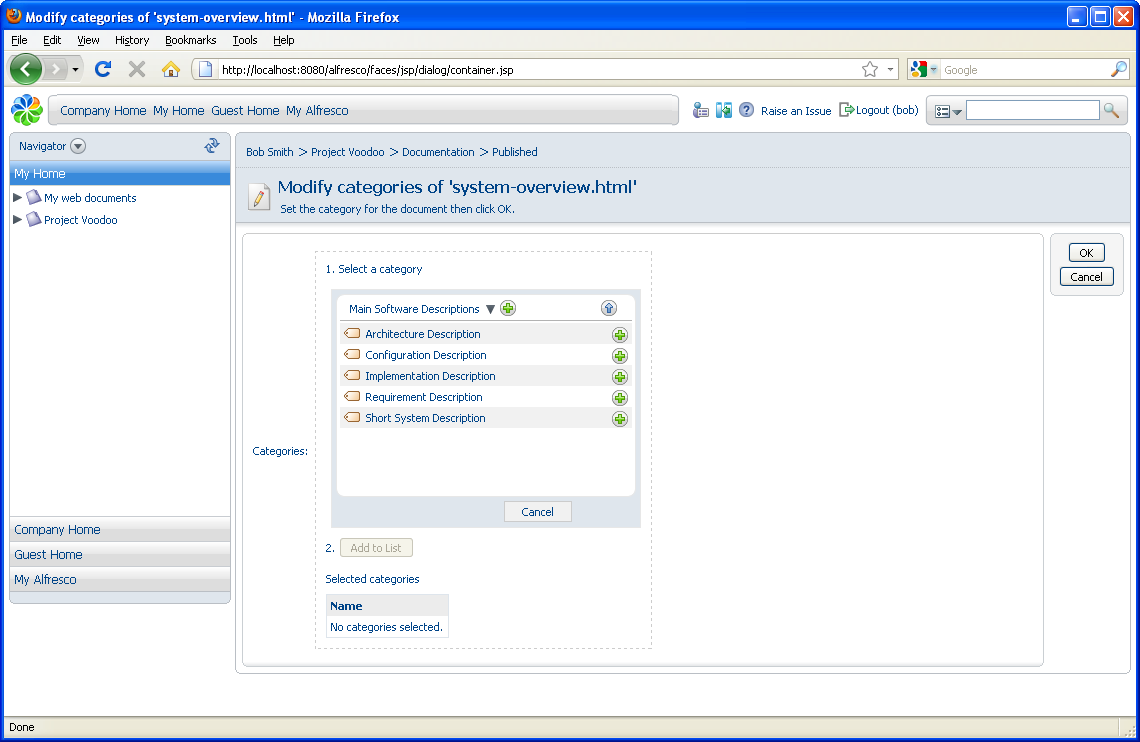 Modify categories of 'system-overview.html' - Mozilla Firefox
File Edit View History Bookmarks Tools Help
http://localhost:8080/alfresco/faces/jsp/dialog/container.jsp
Google
Company Home My Home Guest Home My Alfresco
Raise an Issue
Logout (bob)
Navigator
My Home
My web documents
Project Voodoo
Company Home
Guest Home
My Alfresco
Bob Smith > Project Voodoo > Documentation > Published
Modify categories of 'system-overview.html'
Set the category for the document then click OK.
Categories:
1. Select a category
Main Software Descriptions
Architecture Description
Configuration Description
Implementation Description
Requirement Description
Short System Description
Cancel
2. Add to List
Selected categories
Name
No categories selected.
OK
Cancel
Done